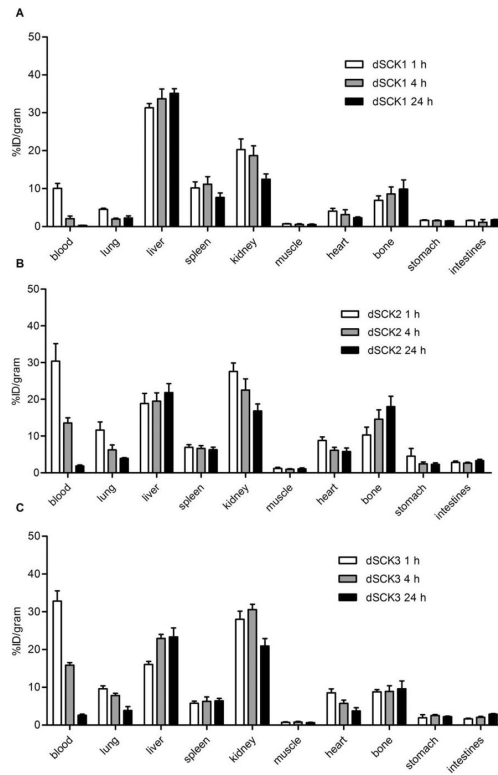 A
50
dSCK1 1 h
40
dSCK1 4 h
dSCK1 24 h
30
%ID/gram
20
10
0
blood lung liver spleen kidney muscle heart bone stomach intestines
B
50
dSCK2 1 h
40
dSCK2 4 h
dSCK2 24 h
30
%ID/gram
20
10
0
blood lung liver spleen kidney muscle heart bone stomach intestines
C
50
dSCK3 1 h
40
dSCK3 4 h
dSCK3 24 h
30
%ID/gram
20
10
0
blood lung liver spleen kidney muscle heart bone stomach intestines